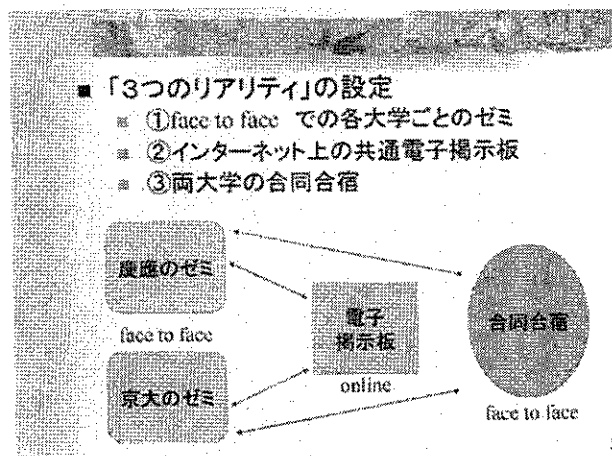 「3つのリアリティ」の設定
①face to face での各大学ごとのゼミ
②インターネット上の共通電子掲示板
③両大学の合同合宿
慶應のゼミ
face to face
京大のゼミ
電子
掲示板
online
合同合宿
face to face